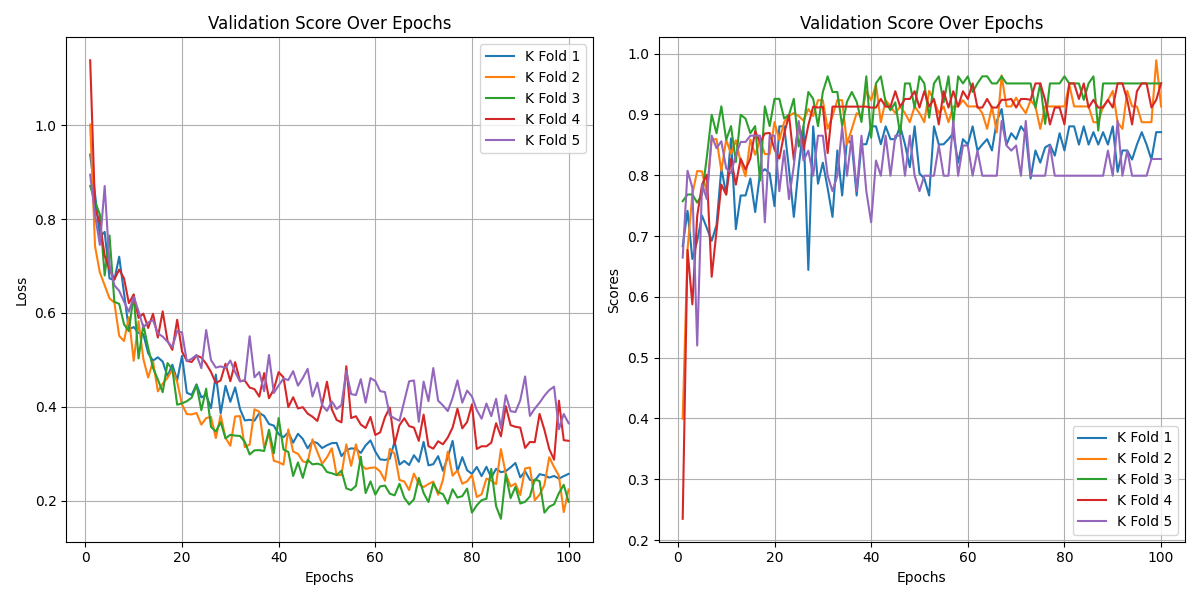 Validation Score Over Epochs
Loss
1.0
0.8
0.6
0.4
0.2
0 20 40 60 80 100
Epochs
K Fold 1
K Fold 2
K Fold 3
K Fold 4
K Fold 5
Validation Score Over Epochs
Scores
1.0
0.9
0.8
0.7
0.6
0.5
0.4
0.3
0.2
0 20 40 60 80 100
Epochs
K Fold 1
K Fold 2
K Fold 3
K Fold 4
K Fold 5